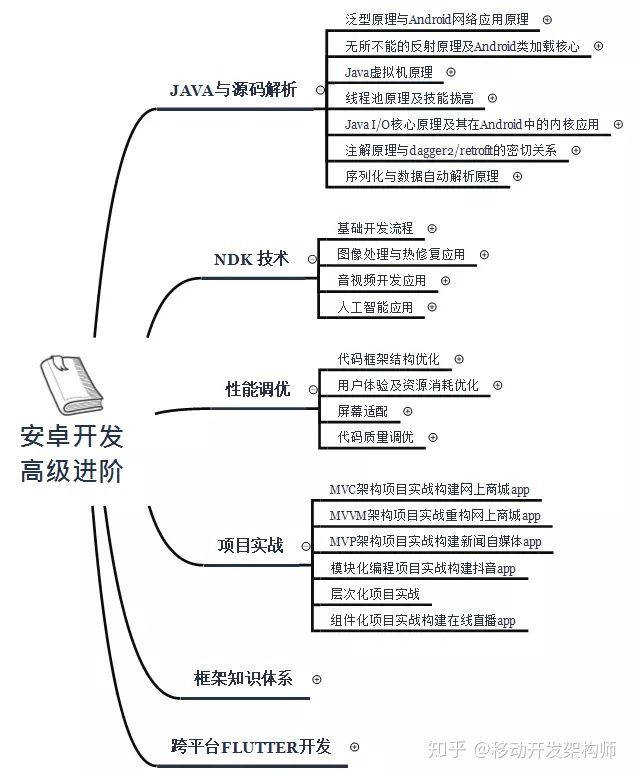 安卓开发
高级进阶
JAVA与源码解析
泛型原理与Android网络应用原理
无所不能的反射原理及Android类加载核心
Java虚拟机原理
线程池原理及技能拔高
Java I/O核心原理及其在Android中的内核应用
注解原理与dagger2/retrofit的密切关系
序列化与数据自动解析原理
NDK 技术
基础开发流程
图像处理与热修复应用
音视频开发应用
人工智能应用
性能调优
代码框架结构优化
用户体验及资源消耗优化
屏幕适配
代码质量调优
项目实战
MVC架构项目实战构建网上商城app
MVVM架构项目实战重构网上商城app
MVP架构项目实战构建新闻自媒体app
模块化编程项目实战构建抖音app
层次化项目实战
组件化项目实战构建在线直播app
框架知识体系
跨平台FLUTTER开发
知乎 @移动开发架构师